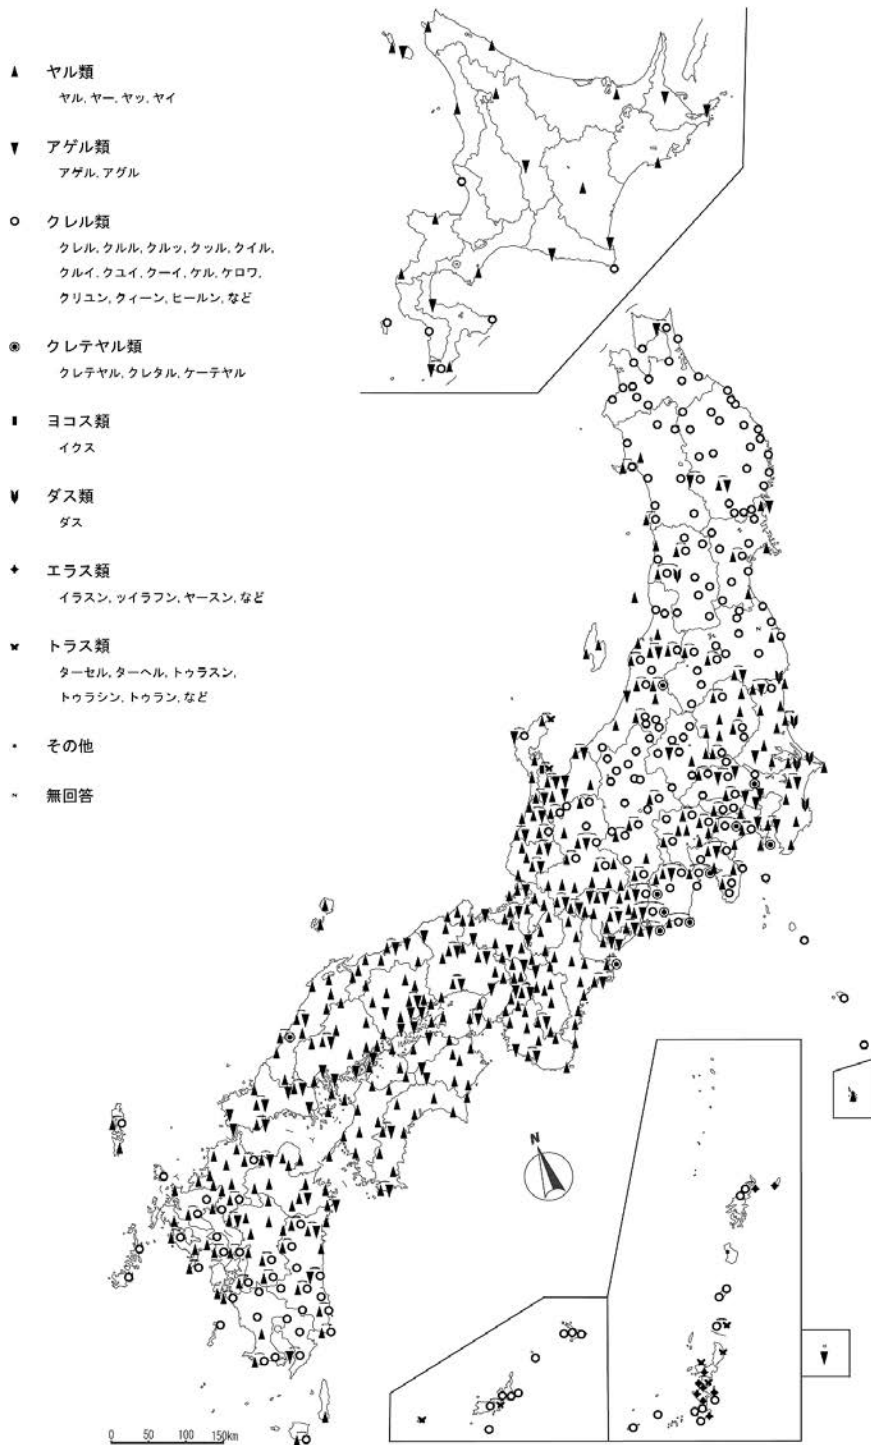 ヤル類
ヤル, ヤー, ヤッ, ヤイ
アゲル類
アゲル, アグル
クレル類
クレル, クルル, クルッ, クッル, クイル,
クルイ, クユイ, クーイ, ケル, ケロワ,
クリユン, クィーン, ヒールン, など
クレテヤル類
クレテヤル, クレタル, ケーテヤル
ヨコス類
イクス
ダス類
ダス
エラス類
イラスン, ッイラフン, ヤースン, など
トラス類
ターセル, ターヘル, トゥラスン,
トゥラシン, トゥラン, など
その他
N 無回答
N
0 50 100 150km